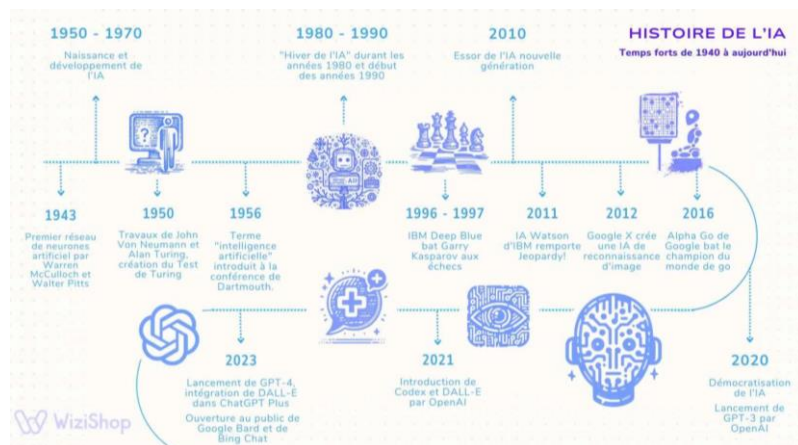 HISTOIRE DE L'IA
Temps forts de 1940 à aujourd'hui
1950 - 1970
Naissance et
développement de
l'IA
1980 - 1990
"Hiver de l'IA" durant les
années 1980 et début
des années 1990
2010
Essor de l'IA nouvelle
génération
1943
Premier réseau
de neurones
artificiel par
Warren
McCulloch et
Walter Pitts
1950
Travaux de John
Von Neumann et
Alan Turing,
création du Test
de Turing
1956
Terme
"intelligence
artificielle"
introduit à la
conférence de
Dartmouth.
1996 - 1997
IBM Deep Blue
bat Garry
Kasparov aux
échecs
2011
IA Watson
d'IBM remporte
Jeopardy!
2012
Google X crée
une IA de
reconnaissance
d'image
2016
Alpha Go de
Google bat le
champion du
monde de go
2020
Démocratisation
de l'IA
Lancement de
GPT-3 par
OpenAI
2021
Introduction de
Codex et DALL-E
par OpenAI
2023
Lancement de GPT-4,
intégration de DALL-E
dans ChatGPT Plus
Ouverture au public de
Google Bard et de
Bing Chat
?
WiziShop